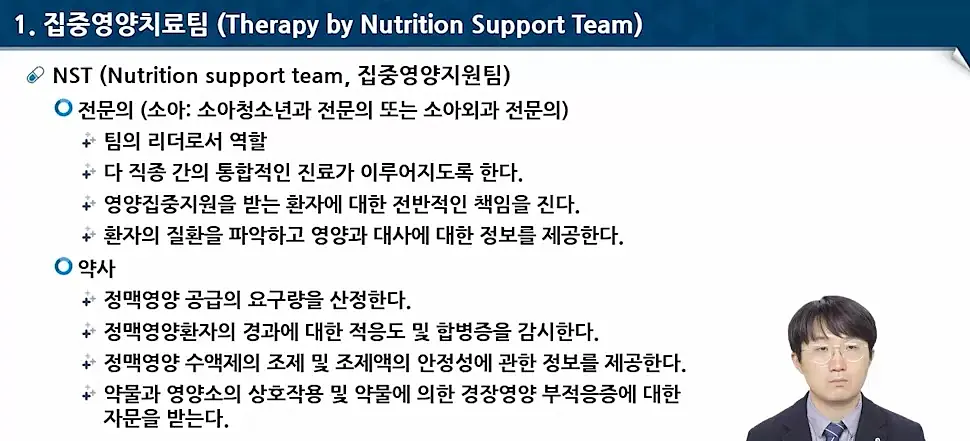 1. 집중영양치료팀 (Therapy by Nutrition Support Team)
NST (Nutrition support team, 집중영양지원팀)
전문의 (소아: 소아청소년과 전문의 또는 소아외과 전문의)
팀의 리더로서 역할
다 직종 간의 통합적인 진료가 이루어지도록 한다.
영양집중지원을 받는 환자에 대한 전반적인 책임을 진다.
환자의 질환을 파악하고 영양과 대사에 대한 정보를 제공한다.
약사
정맥영양 공급의 요구량을 산정한다.
정맥영양환자의 경과에 대한 적응도 및 합병증을 감시한다.
정맥영양 수액제의 조제 및 조제액의 안정성에 관한 정보를 제공한다.
약물과 영양소의 상호작용 및 약물에 의한 경장영양 부적응증에 대한
자문을 받는다.